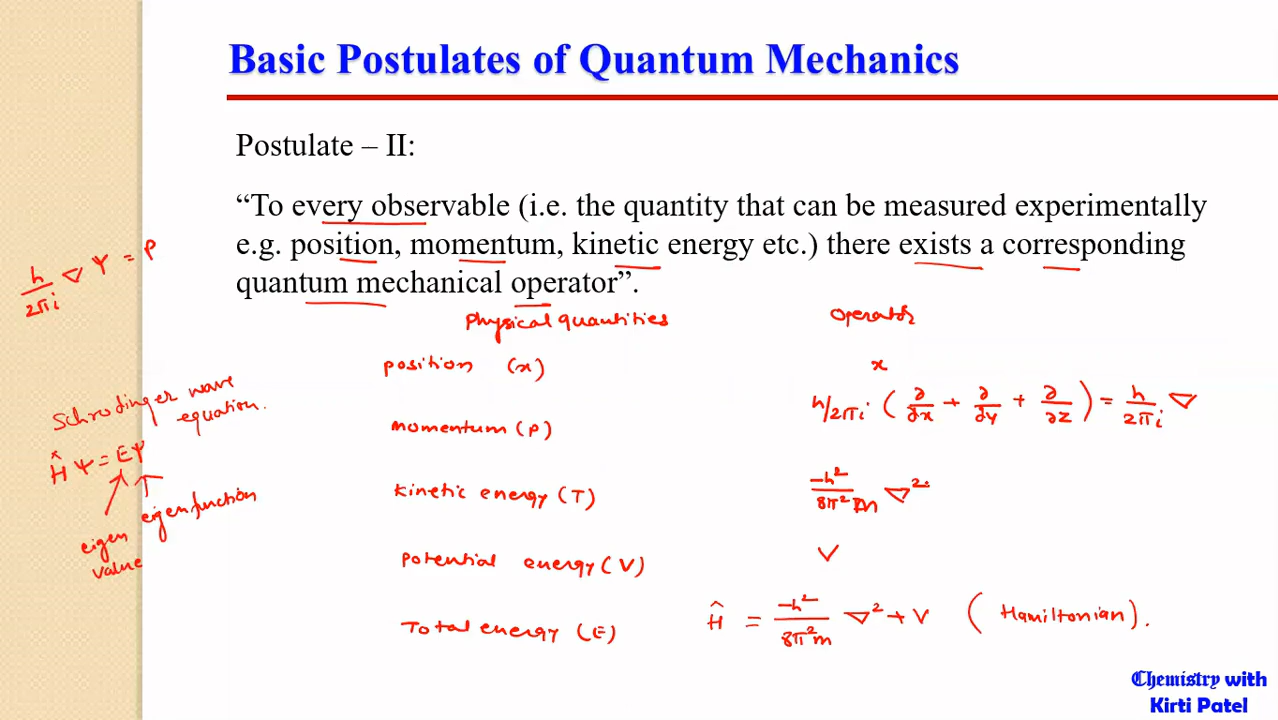 Basic Postulates of Quantum Mechanics
Postulate – II:
“To every observable (i.e. the quantity that can be measured experimentally
e.g. position, momentum, kinetic energy etc.) there exists a corresponding
quantum mechanical operator”.
h/2πi ∇ Ψ = P
Physical quantities operator
position (x) x
momentum (P) h/2πi (∂/∂x + ∂/∂y + ∂/∂z) = h/2πi ∇
Kinetic energy (T) -h²/8π²m ∇²
Potential energy (V) V
Total energy (E) Ĥ = -h²/8π²m ∇² + V (Hamiltonian).
Schrodinger wave
equation.
Ĥ Ψ = EΨ
eigenfunction
eigen
value
Chemistry with
Kirti Patel